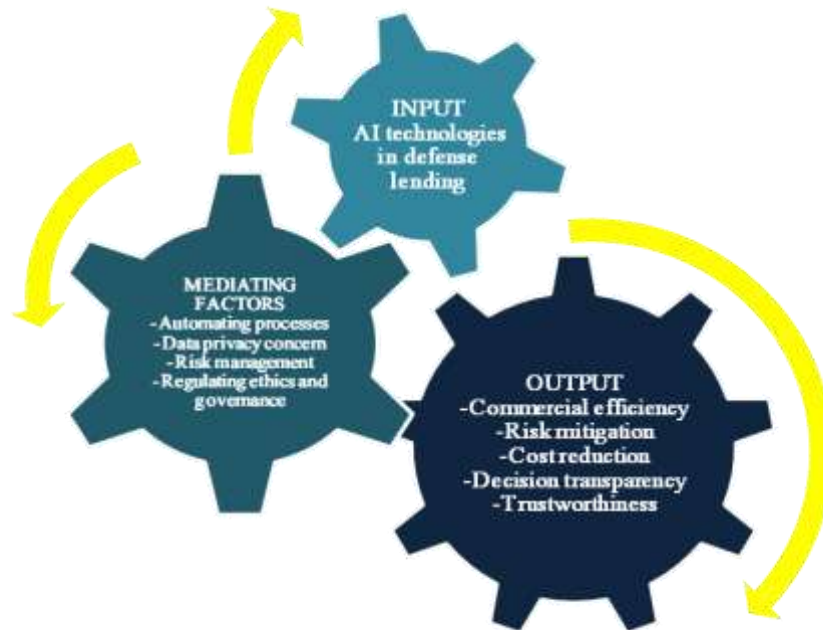 INPUT
AI technologies
in defense
lending
MEDIATING
FACTORS
-Automating processes
-Data privacy concern
-Risk management
-Regulating ethics and
governance
OUTPUT
-Commercial efficiency
-Risk mitigation
-Cost reduction
-Decision transparency
-Trustworthiness